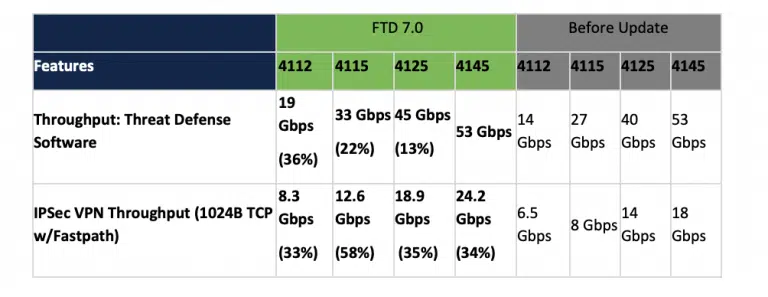 FTD 7.0 Before Update
Features 4112 4115 4125 4145 4112 4115 4125 4145
Throughput: Threat Defense Software 19 Gbps (36%) 33 Gbps (22%) 45 Gbps (13%) 53 Gbps 14 Gbps 27 Gbps 40 Gbps 53 Gbps
IPSec VPN Throughput (1024B TCP w/Fastpath) 8.3 Gbps (33%) 12.6 Gbps (58%) 18.9 Gbps (35%) 24.2 Gbps (34%) 6.5 Gbps 8 Gbps 14 Gbps 18 Gbps